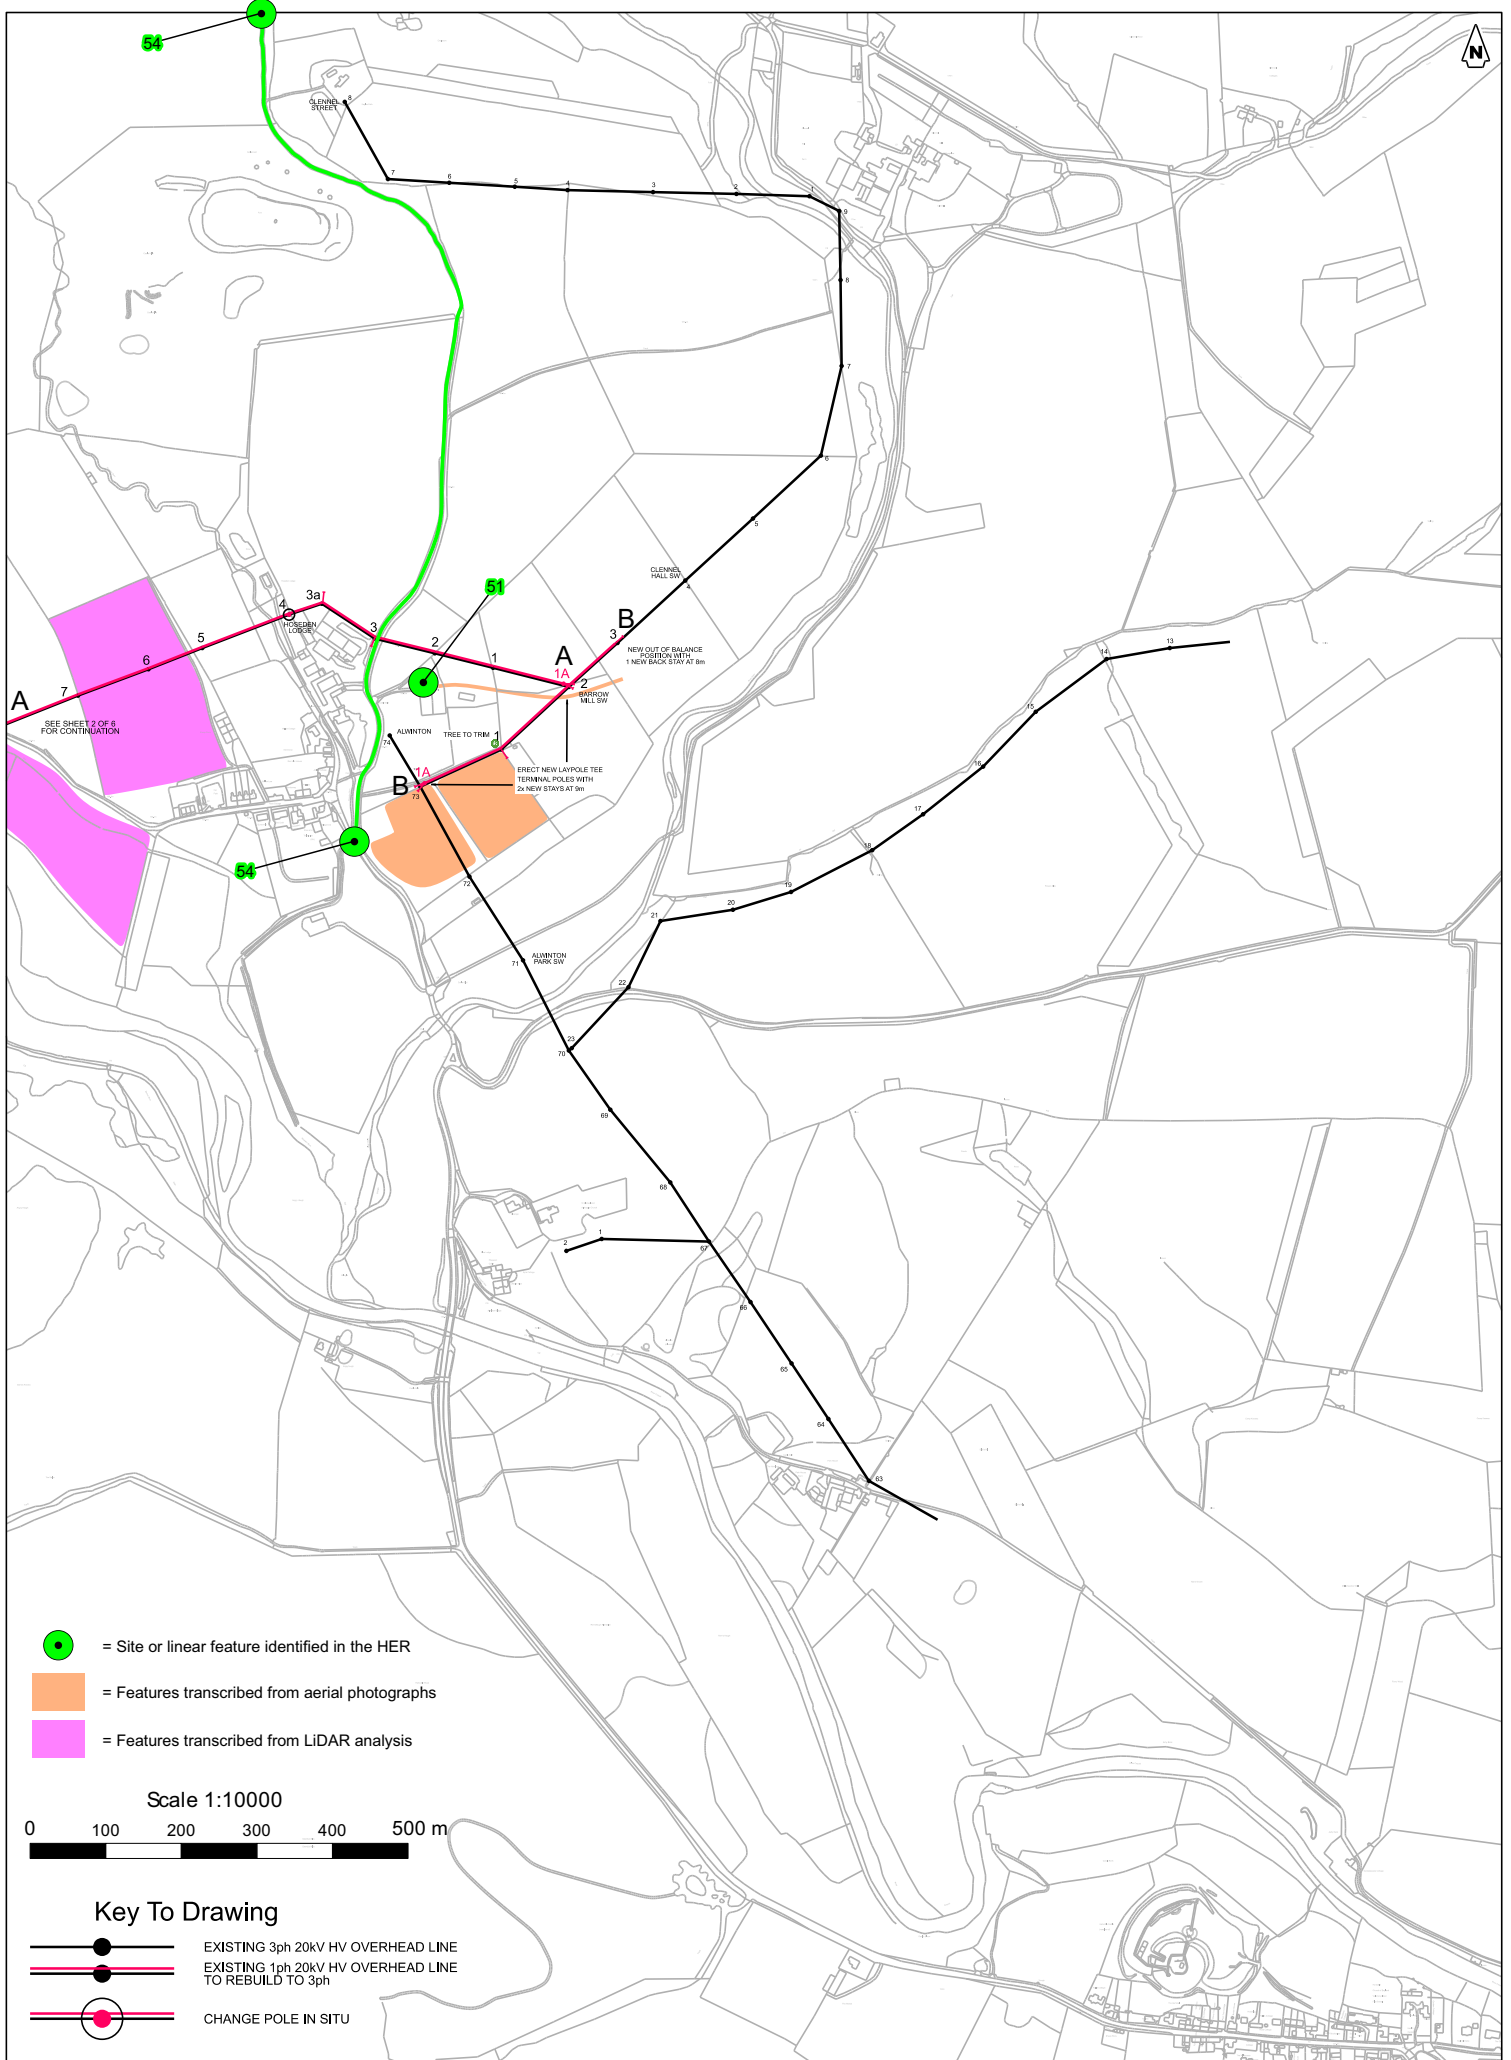 54
N
CLENNEL
STREET
8
7
6
5
4
3
2
1
9
8
7
6
5
CLENNEL
HALL SW
4
51
B
3
NEW OUT OF BALANCE
POSITION WITH
1 NEW BACK STAY AT 8m
3a
4
HOSEDEN
LODGE
3
2
1
A
1A
2
BARROW
MILL SW
5
6
7
A
SEE SHEET 2 OF 6
FOR CONTINUATION
ALWINTON
74
TREE TO TRIM
1
ERECT NEW LAYPOLE TEE
TERMINAL POLES WITH
2x NEW STAYS AT 9m
1A
B
73
54
72
71
ALWINTON
PARK SW
13
14
15
16
17
18
19
20
21
22
23
70
69
68
1
2
67
66
65
64
63
= Site or linear feature identified in the HER
= Features transcribed from aerial photographs
= Features transcribed from LiDAR analysis
Scale 1:10000
0 100 200 300 400 500 m
Key To Drawing
EXISTING 3ph 20kV HV OVERHEAD LINE
EXISTING 1ph 20kV HV OVERHEAD LINE
TO REBUILD TO 3ph
CHANGE POLE IN SITU